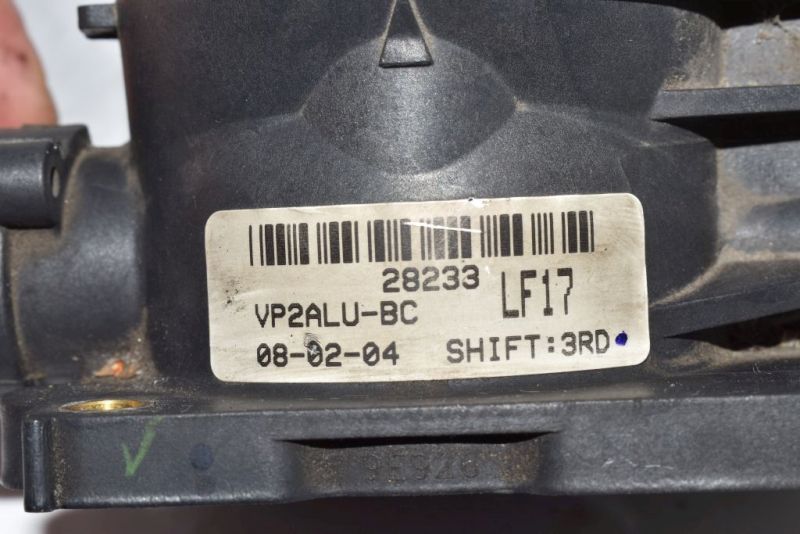 28233
LF17
VP2ALU-BC
08-02-04 SHIFT:3RD